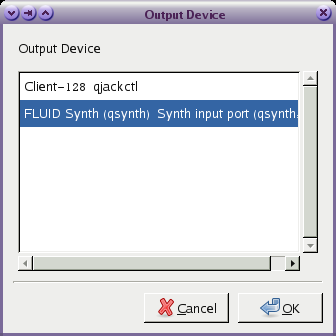 Output Device
Output Device
Client-128 qjackctl
FLUID Synth (qsynth) Synth input port (qsynth
Cancel
OK